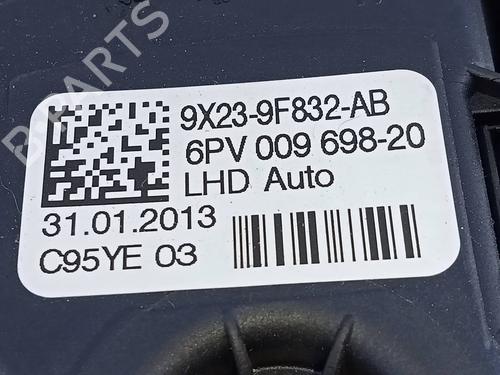 9X23-9F832-AB
6PV 009 698-20
LHD Auto
31.01.2013
C95YE 03
B-PARTS